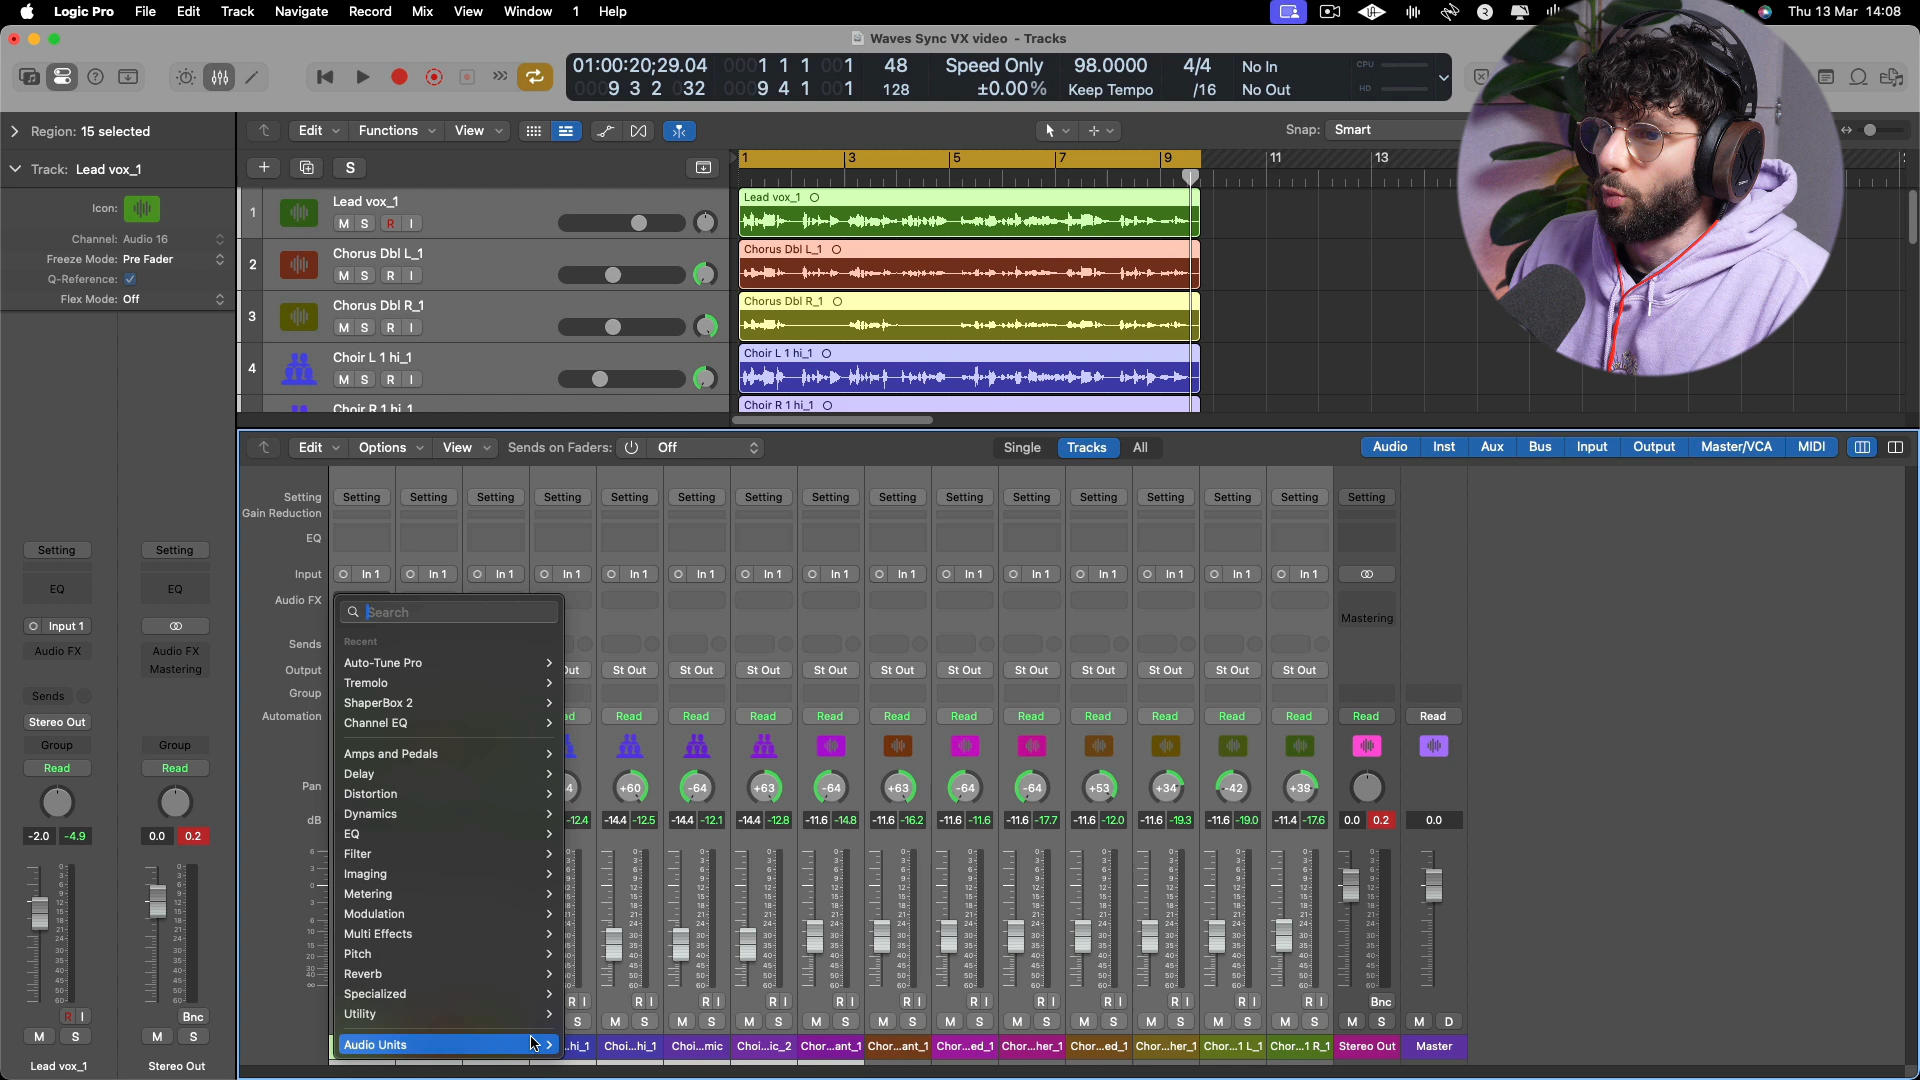 Logic Pro File Edit Track Navigate Record Mix View Window 1 Help
Thu 13 Mar 14:08
Waves Sync VX video - Tracks
01:00:20;29.04 0001 1 1 001 48 Speed Only 98.0000 4/4 No In CPU
0009 3 2 032 0009 4 1 001 128 ±0.00% Keep Tempo /16 No Out HD
Region: 15 selected
Edit Functions View
Snap: Smart
Track: Lead vox_1
S
1 3 5 7 9 11 13
Icon:
Channel: Audio 16
Freeze Mode: Pre Fader
Q-Reference:
Flex Mode: Off
1 Lead vox_1
M S R I
Lead vox_1
2 Chorus Dbl L_1
M S R I
Chorus Dbl L_1
3 Chorus Dbl R_1
M S R I
Chorus Dbl R_1
4 Choir L 1 hi_1
M S R I
Choir L 1 hi_1
Choir R 1 hi_1
Choir R 1 hi_1
Edit Options View Sends on Faders: Off
Single Tracks All
Audio Inst Aux Bus Input Output Master/VCA MIDI
Setting Setting Setting Setting Setting Setting Setting Setting Setting Setting Setting Setting Setting Setting Setting Setting Setting
Gain Reduction
EQ
Input In 1 In 1 In 1 In 1 In 1 In 1 In 1 In 1 In 1 In 1 In 1 In 1 In 1 In 1 In 1
Audio FX
Mastering
Sends
Output St Out St Out St Out St Out St Out St Out St Out St Out St Out St Out St Out
Group
Automation Read Read Read Read Read Read Read Read Read Read Read Read Read
Pan +60 -64 +63 -64 +63 -64 -64 +53 +34 -42 +39
dB -12.4 -14.4 -12.5 -14.4 -12.1 -14.4 -12.8 -11.6 -14.8 -11.6 -16.2 -11.6 -11.6 -11.6 -17.7 -11.6 -12.0 -11.6 -19.3 -11.6 -19.0 -11.4 -17.6 0.0 0.2 0.0
R I R I R I R I R I R I R I R I R I R I R I R I Bnc
S M S M S M S M S M S M S M S M S M S M S M S M S M D
...hi_1 Choi...hi_1 Choi...mic Choi...ic_2 Chor...ant_1 Chor...ant_1 Chor...ed_1 Chor...her_1 Chor...ed_1 Chor...her_1 Chor...1 L_1 Chor...1 R_1 Stereo Out Master
Search
Recent
Auto-Tune Pro
Tremolo
ShaperBox 2
Channel EQ
Amps and Pedals
Delay
Distortion
Dynamics
EQ
Filter
Imaging
Metering
Modulation
Multi Effects
Pitch
Reverb
Specialized
Utility
Audio Units
Setting Setting
EQ EQ
Input 1
Audio FX Audio FX
Mastering
Sends
Stereo Out
Group Group
Read Read
-2.0 -4.9 0.0 0.2
R I Bnc
M S M S
Lead vox_1 Stereo Out